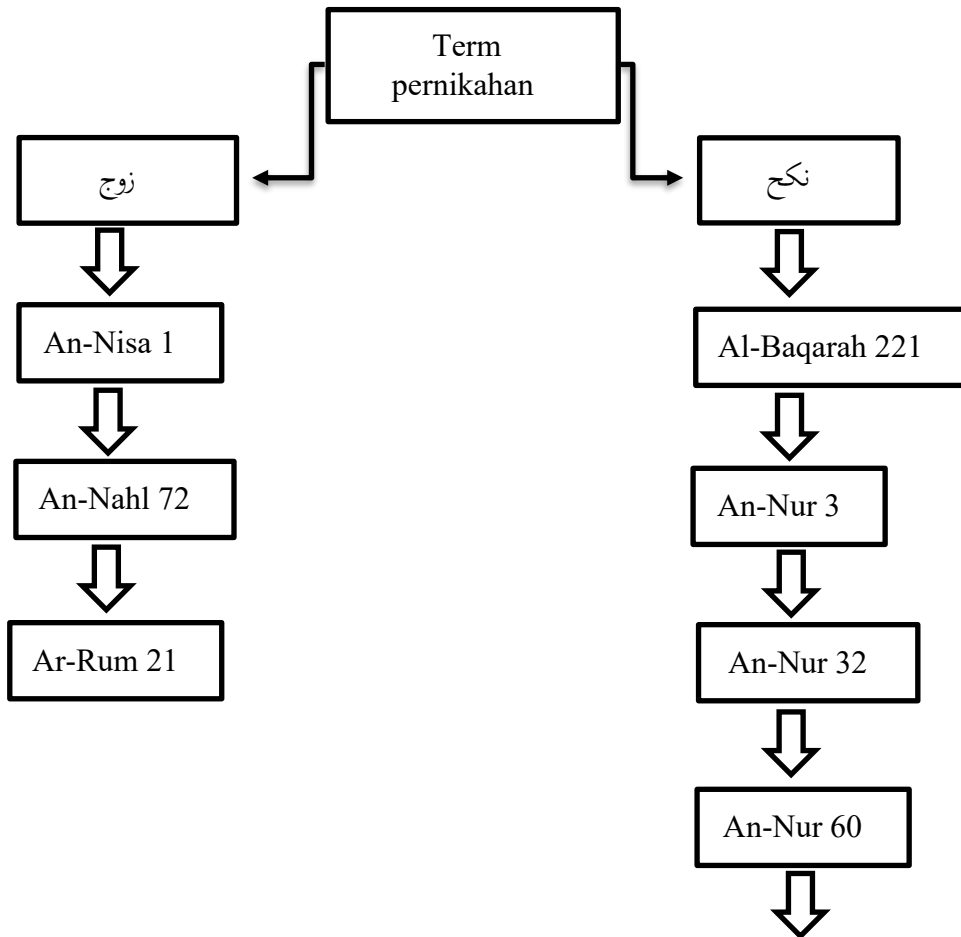 Term
pernikahan
زوج
نكح
An-Nisa 1
Al-Baqarah 221
An-Nahl 72
An-Nur 3
Ar-Rum 21
An-Nur 32
An-Nur 60